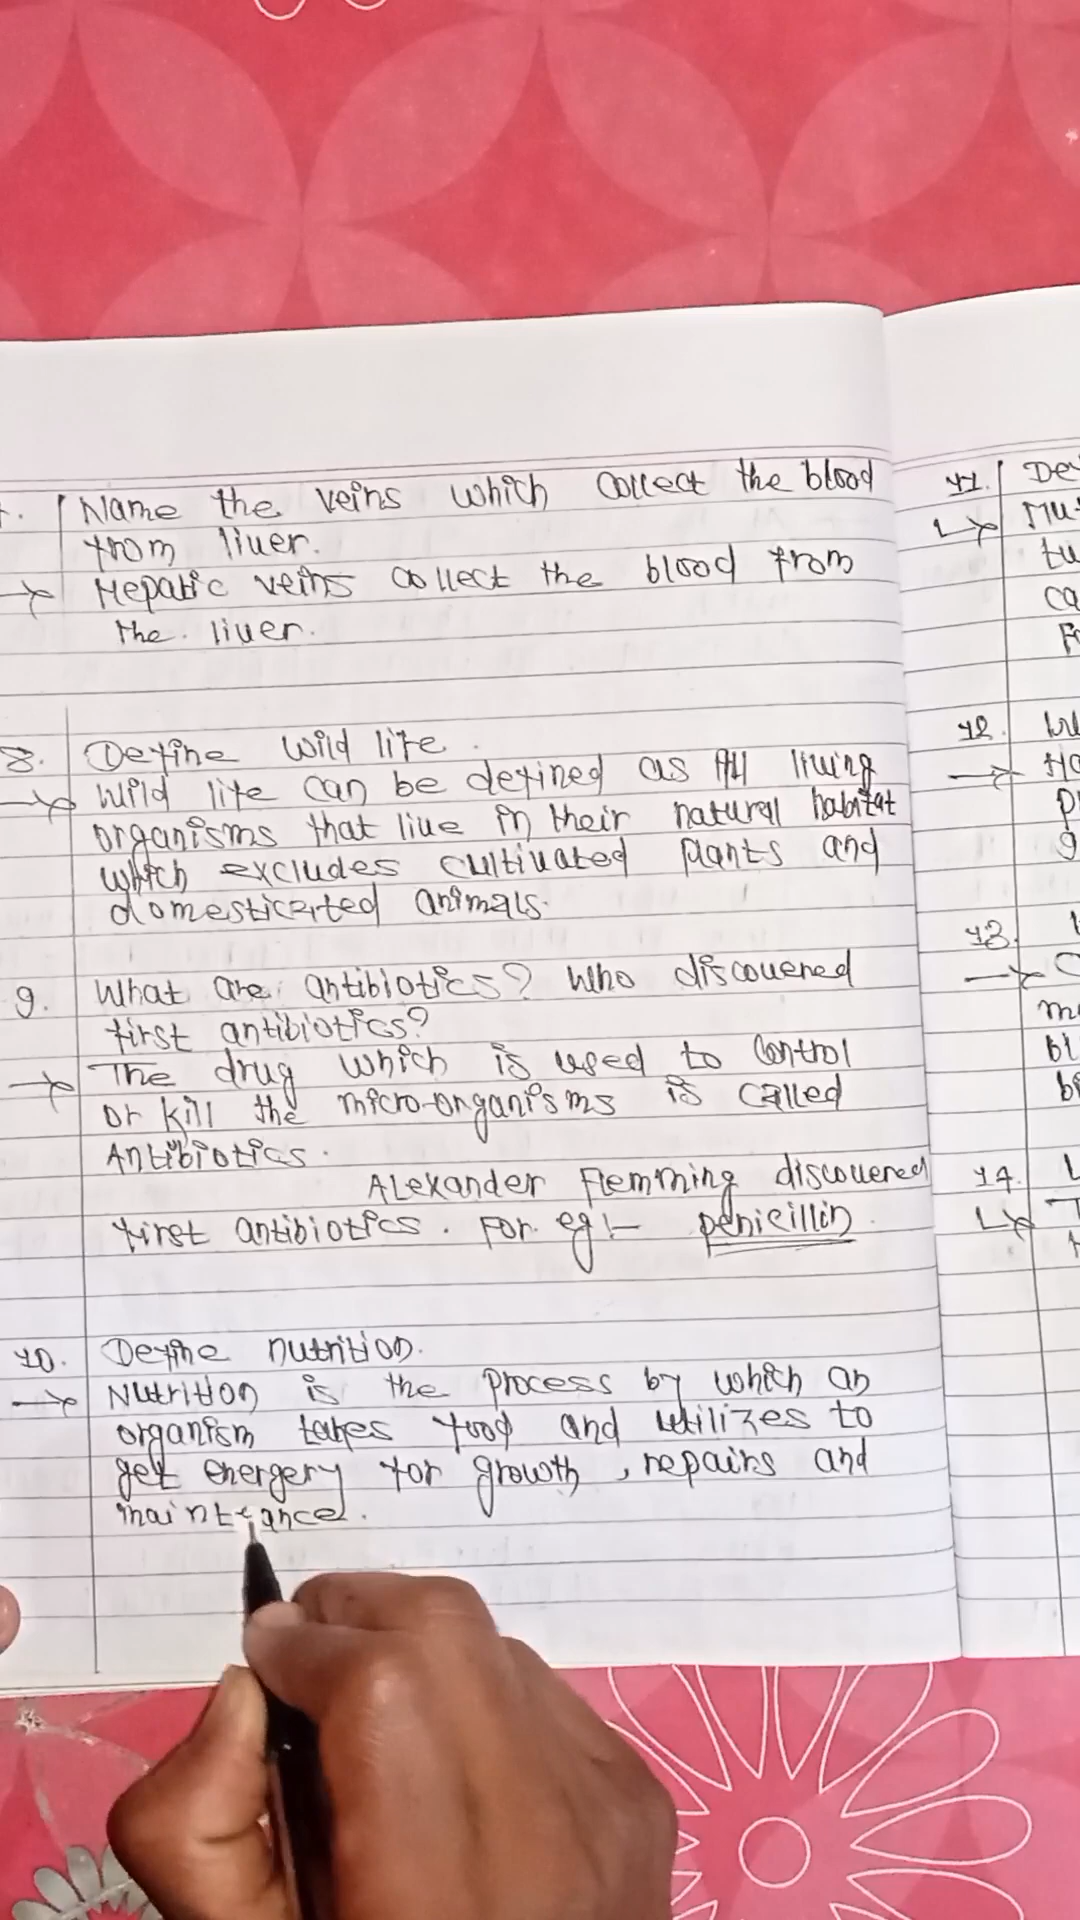 Name the veins which collect the blood
from liver.
Hepatic veins collect the blood from
the liver.
8. Define wild life.
Wild life can be defined as All living
organisms that live in their natural habitat
which excludes cultivated plants and
domesticated animals.
9. What are antibiotics? Who discovered
first antibiotics?
The drug which is used to control
or kill the micro-organisms is called
Antibiotics.
Alexander Flemming discovered
first antibiotics. For eg:- penicillin.
10. Define nutrition.
Nutrition is the process by which an
organism takes food and utilizes to
get energery for growth, repairs and
mainteance.
11.
12.
13.
14.